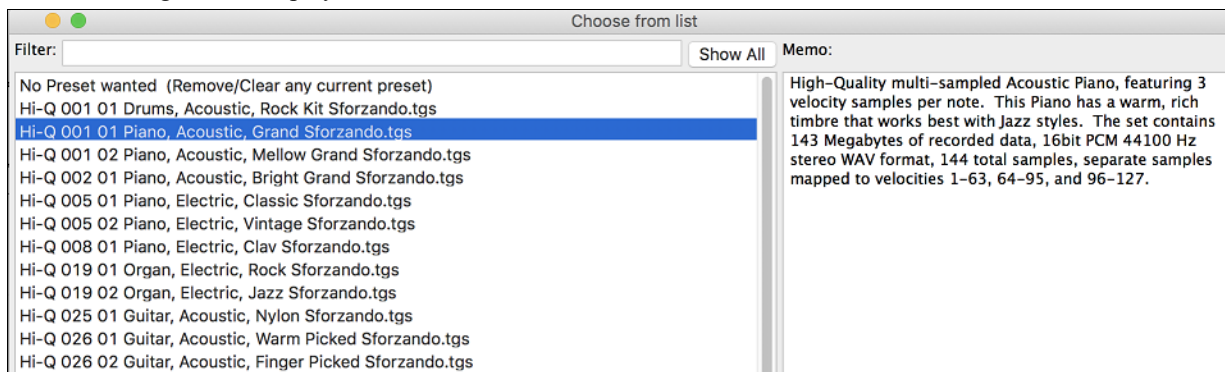 Choose from list
Filter:
Show All
Memo:
No Preset wanted  (Remove/Clear any current preset)
Hi-Q 001 01 Drums, Acoustic, Rock Kit Sforzando.tgs
Hi-Q 001 01 Piano, Acoustic, Grand Sforzando.tgs
Hi-Q 001 02 Piano, Acoustic, Mellow Grand Sforzando.tgs
Hi-Q 002 01 Piano, Acoustic, Bright Grand Sforzando.tgs
Hi-Q 005 01 Piano, Electric, Classic Sforzando.tgs
Hi-Q 005 02 Piano, Electric, Vintage Sforzando.tgs
Hi-Q 008 01 Piano, Electric, Clav Sforzando.tgs
Hi-Q 019 01 Organ, Electric, Rock Sforzando.tgs
Hi-Q 019 02 Organ, Electric, Jazz Sforzando.tgs
Hi-Q 025 01 Guitar, Acoustic, Nylon Sforzando.tgs
Hi-Q 026 01 Guitar, Acoustic, Warm Picked Sforzando.tgs
Hi-Q 026 02 Guitar, Acoustic, Finger Picked Sforzando.tgs
High-Quality multi-sampled Acoustic Piano, featuring 3
velocity samples per note.  This Piano has a warm, rich
timbre that works best with Jazz styles.  The set contains
143 Megabytes of recorded data, 16bit PCM 44100 Hz
stereo WAV format, 144 total samples, separate samples
mapped to velocities 1-63, 64-95, and 96-127.